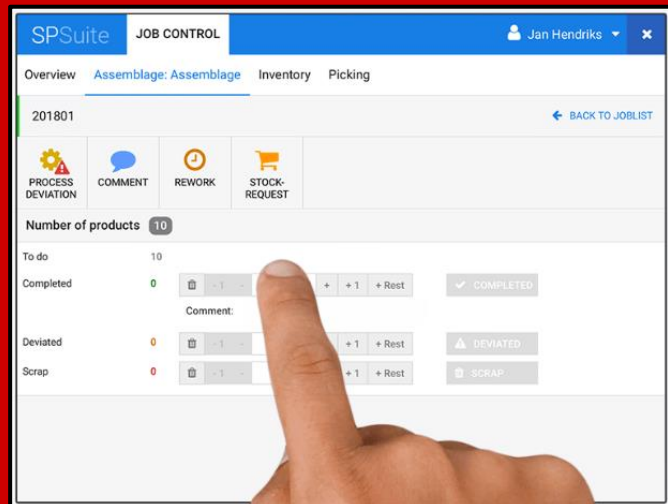 SPSuite JOB CONTROL Jan Hendriks
Overview Assemblage: Assemblage Inventory Picking
201801 BACK TO JOBLIST
PROCESS DEVIATION COMMENT REWORK STOCK-REQUEST
Number of products 10
To do 10
Completed 0 - 1 - + + 1 + Rest COMPLETED
Comment:
Deviated 0 - 1 - + 1 + Rest DEVIATED
Scrap 0 - 1 - + 1 + Rest SCRAP